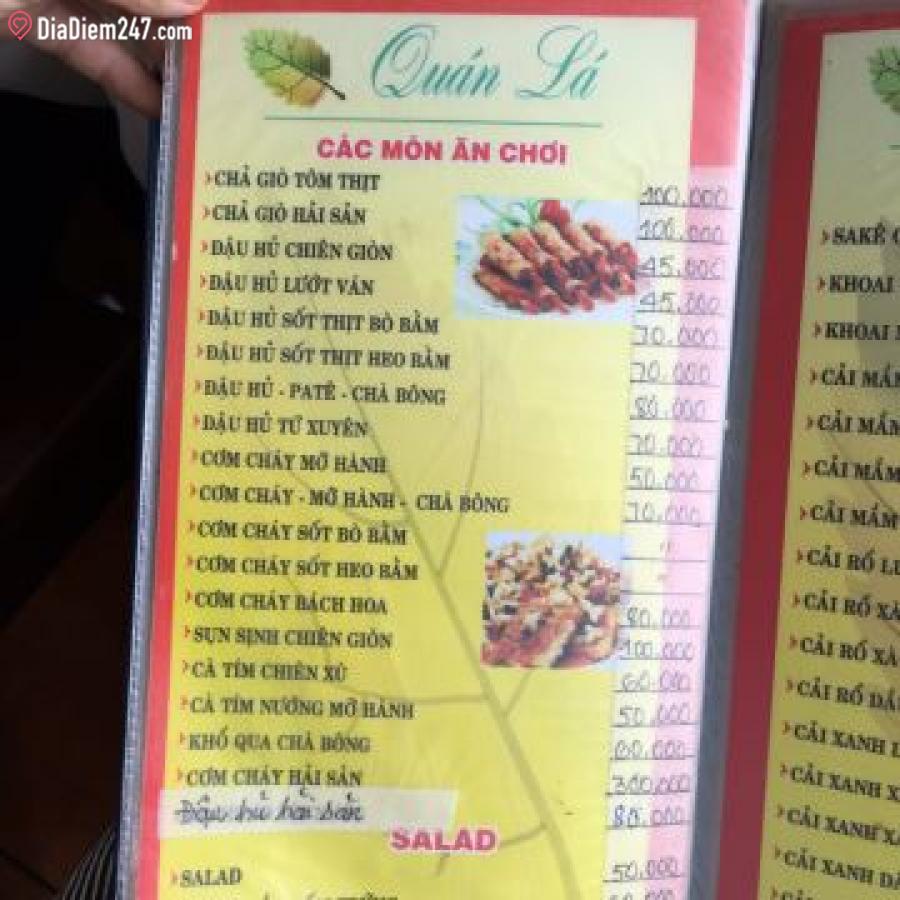 DiaDiem247.com
Quán Lá
CÁC MÓN ĂN CHƠI
CHẢ GIÒ TÔM THỊT 100.000
CHẢ GIÒ HẢI SẢN 100.000
ĐẬU HỦ CHIÊN GIÒN 45.000
ĐẬU HỦ LƯỚT VÁN 45.000
ĐẬU HỦ SỐT THỊT BÒ BẰM 70.000
ĐẬU HỦ SỐT THỊT HEO BẰM 70.000
ĐẬU HỦ - PATÊ - CHÀ BÔNG 80.000
ĐẬU HỦ TỨ XUYÊN 70.000
CƠM CHÁY MỠ HÀNH 50.000
CƠM CHÁY - MỠ HÀNH - CHÀ BÔNG 70.000
CƠM CHÁY SỐT BÒ BẰM "
CƠM CHÁY SỐT HEO BẰM "
CƠM CHÁY BÁCH HOA 80.000
SỤN SỊNH CHIÊN GIÒN 100.000
CÀ TÍM CHIÊN XÙ 60.000
CÀ TÍM NƯỚNG MỠ HÀNH 50.000
KHỔ QUA CHÀ BÔNG
CƠM CHÁY HẢI SẢN
Đậu hủ hải sản 80.000
SALAD
SALAD 50.000
SAKÊ
KHOAI
KHOAI
CẢI MẦM
CẢI MẦM
CẢI MẦM
CẢI MẦM
CẢI RỔ
CẢI RỔ XÀ
CẢI RỔ XÀ
CẢI RỔ
CẢI XANH
CẢI XANH
CẢI XANH
CẢI XANH